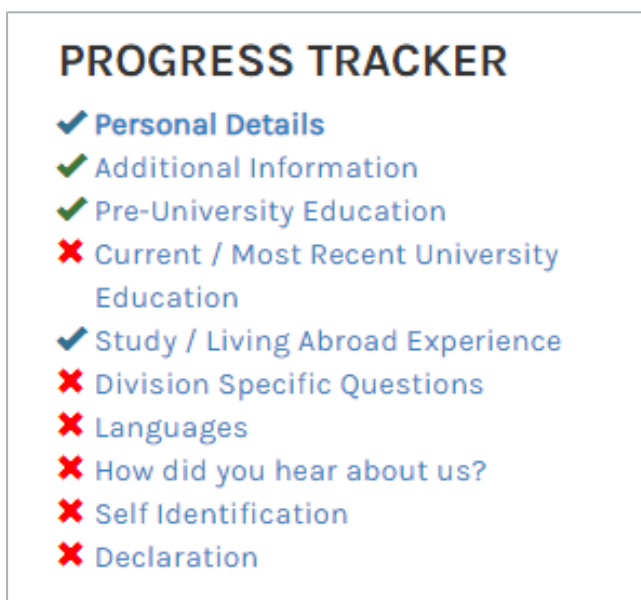 PROGRESS TRACKER
Personal Details
Additional Information
Pre-University Education
Current / Most Recent University
Education
Study / Living Abroad Experience
Division Specific Questions
Languages
How did you hear about us?
Self Identification
Declaration